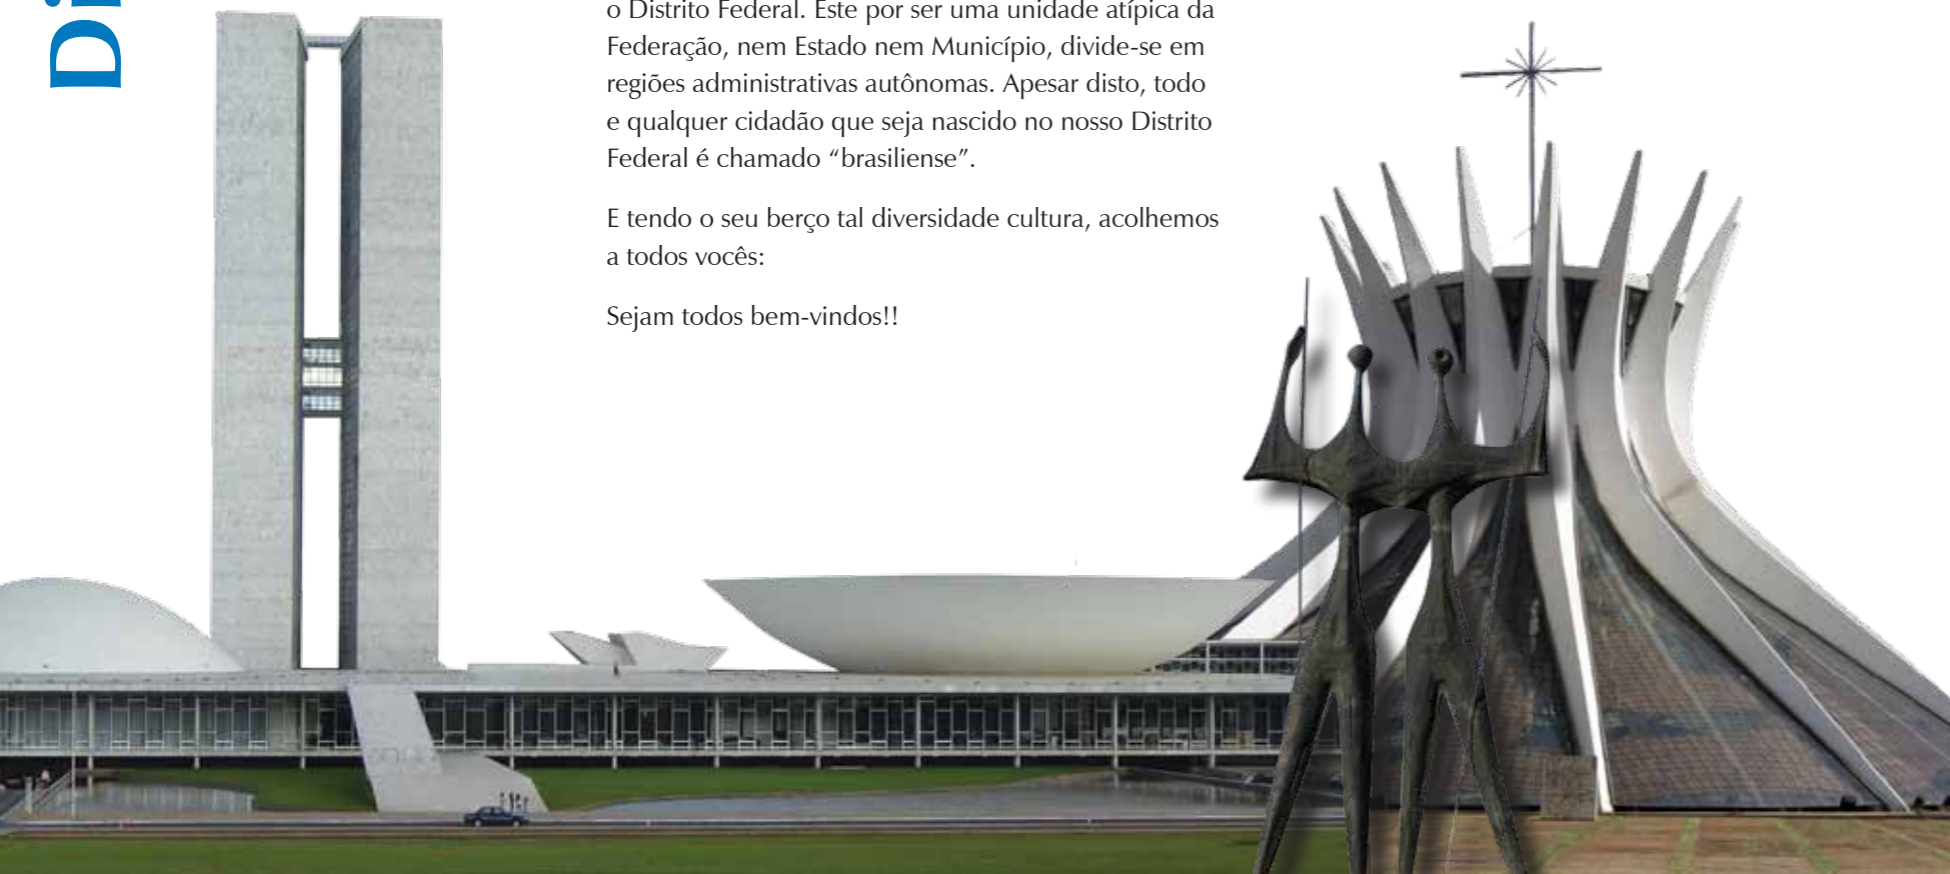 Di
o Distrito Federal. Este por ser uma unidade atípica da
Federação, nem Estado nem Município, divide-se em
regiões administrativas autônomas. Apesar disto, todo
e qualquer cidadão que seja nascido no nosso Distrito
Federal é chamado “brasiliense”.
E tendo o seu berço tal diversidade cultura, acolhemos
a todos vocês:
Sejam todos bem-vindos!!